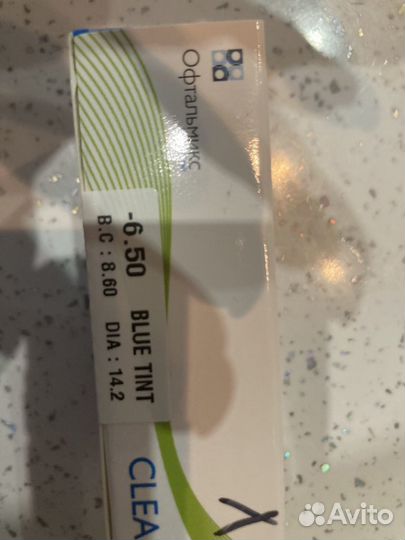 Офтальмикс
-6.50 BLUE TINT
B.C : 8.60 DIA : 14.2
CLEA
Avito